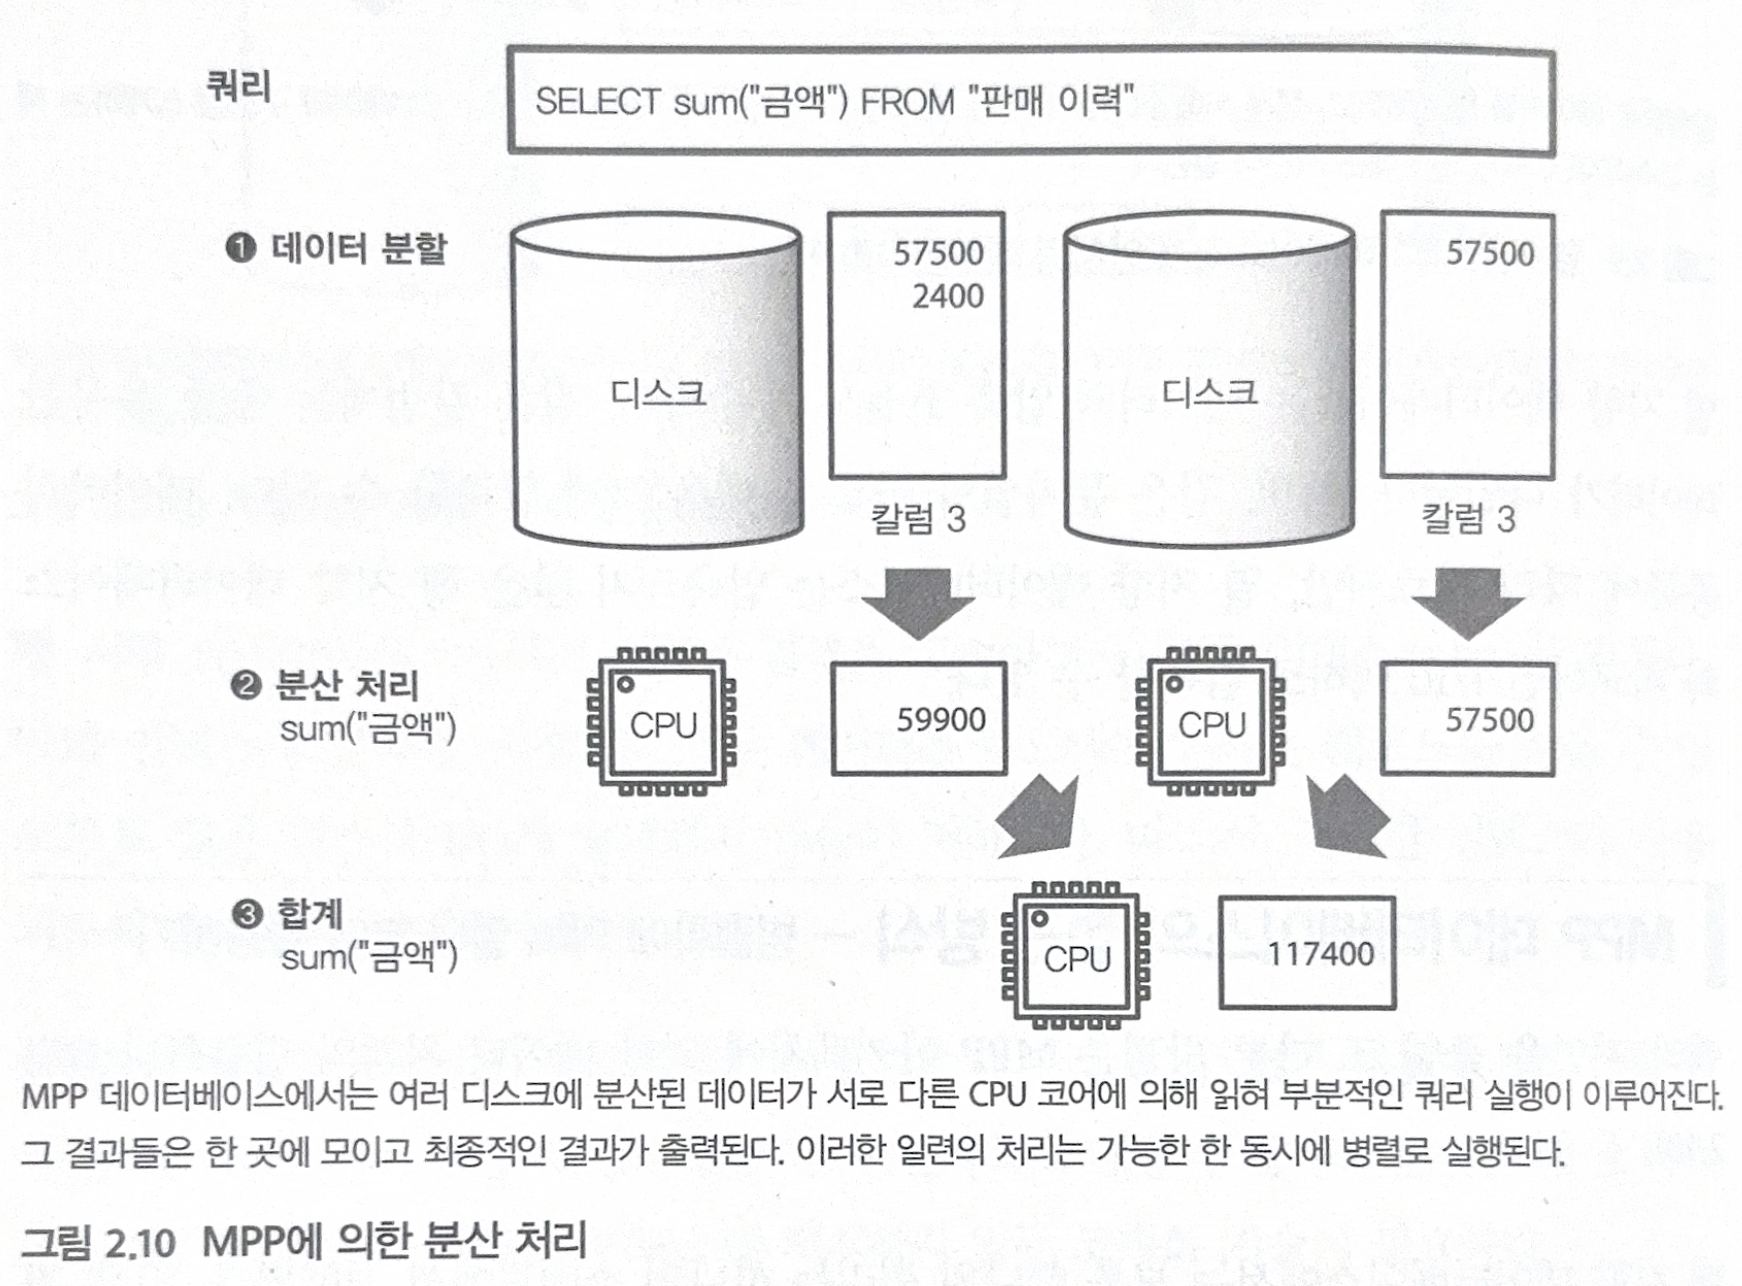 쿼리
SELECT sum("금액") FROM "판매 이력"
❶ 데이터 분할
디스크
57500
2400
칼럼 3
디스크
57500
칼럼 3
❷ 분산 처리
sum("금액")
CPU
59900
CPU
57500
❸ 합계
sum("금액")
CPU
117400
MPP 데이터베이스에서는 여러 디스크에 분산된 데이터가 서로 다른 CPU 코어에 의해 읽혀 부분적인 쿼리 실행이 이루어진다.
그 결과들은 한 곳에 모이고 최종적인 결과가 출력된다. 이러한 일련의 처리는 가능한 한 동시에 병렬로 실행된다.
그림 2.10 MPP에 의한 분산 처리